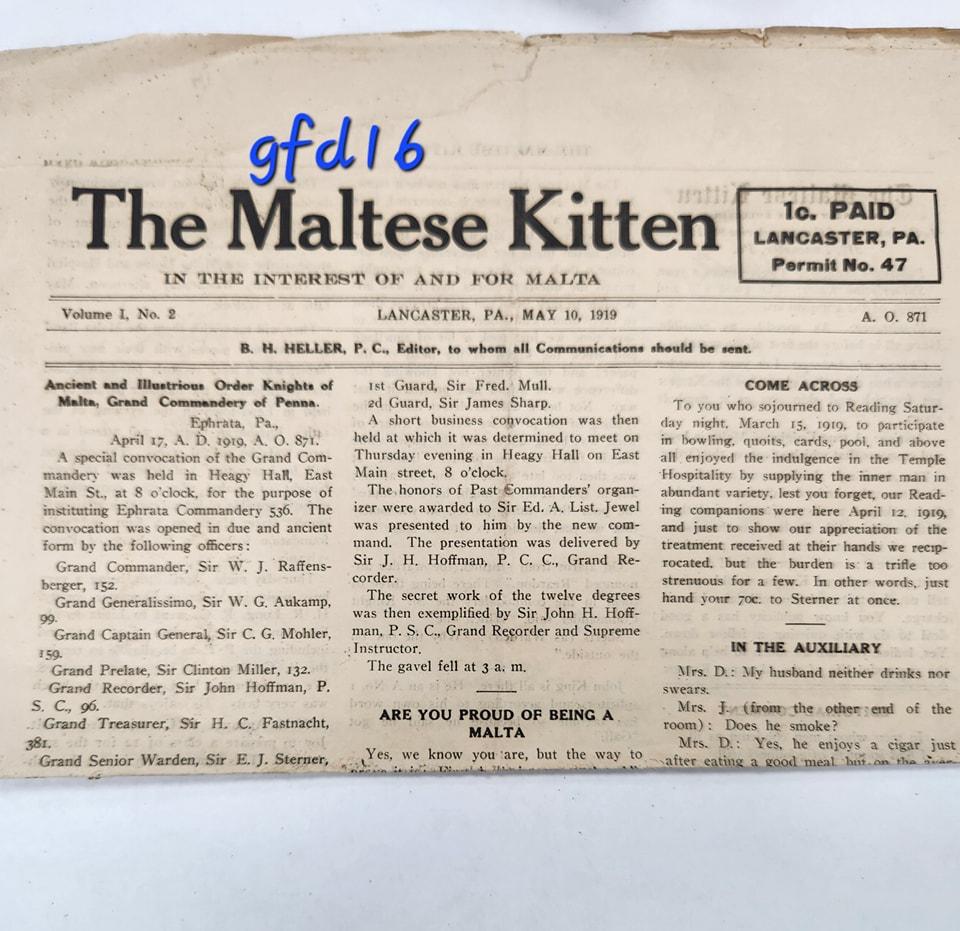 gfd16
The Maltese Kitten
1c. PAID
LANCASTER, PA.
Permit No. 47
IN THE INTEREST OF AND FOR MALTA
Volume I, No. 2
LANCASTER, PA., MAY 10, 1919
A. O. 871
B. H. HELLER, P. C., Editor, to whom all Communications should be sent.
Ancient and Illustrious Order Knights of
Malta, Grand Commandery of Penna.
Ephrata, Pa.,
April 17, A. D. 1919, A. O. 871.
A special convocation of the Grand Com-
mandery was held in Heagy Hall, East
Main St., at 8 o'clock, for the purpose of
instituting Ephrata Commandery 536. The
convocation was opened in due and ancient
form by the following officers:
Grand Commander, Sir W. J. Raffens-
berger, 152.
Grand Generalissimo, Sir W. G. Aukamp,
99.
Grand Captain General, Sir C. G. Mohler,
159.
Grand Prelate, Sir Clinton Miller, 132.
Grand Recorder, Sir John Hoffman, P.
S. C., 96.
Grand Treasurer, Sir H. C. Fastnacht,
381.
Grand Senior Warden, Sir E. J. Sterner,
1st Guard, Sir Fred. Mull.
2d Guard, Sir James Sharp.
A short business convocation was then
held at which it was determined to meet on
Thursday evening in Heagy Hall on East
Main street, 8 o'clock.
The honors of Past Commanders' organ-
izer were awarded to Sir Ed. A. List. Jewel
was presented to him by the new com-
mand. The presentation was delivered by
Sir J. H. Hoffman, P. C. C., Grand Re-
corder.
The secret work of the twelve degrees
was then exemplified by Sir John H. Hoff-
man, P. S. C., Grand Recorder and Supreme
Instructor.
The gavel fell at 3 a. m.
ARE YOU PROUD OF BEING A
MALTA
Yes, we know you are, but the way to
COME ACROSS
To you who sojourned to Reading Satur-
day night, March 15, 1919, to participate
in bowling, quoits, cards, pool, and above
all enjoyed the indulgence in the Temple
Hospitality by supplying the inner man in
abundant variety, lest you forget, our Read-
ing companions were here April 12, 1919,
and just to show our appreciation of the
treatment received at their hands we recip-
rocated, but the burden is a trifle too
strenuous for a few. In other words, just
hand your 70c. to Sterner at once.
IN THE AUXILIARY
Mrs. D.: My husband neither drinks nor
swears.
Mrs. J. (from the other end of the
room): Does he smoke?
Mrs. D.: Yes, he enjoys a cigar just
after eating a good meal but on the